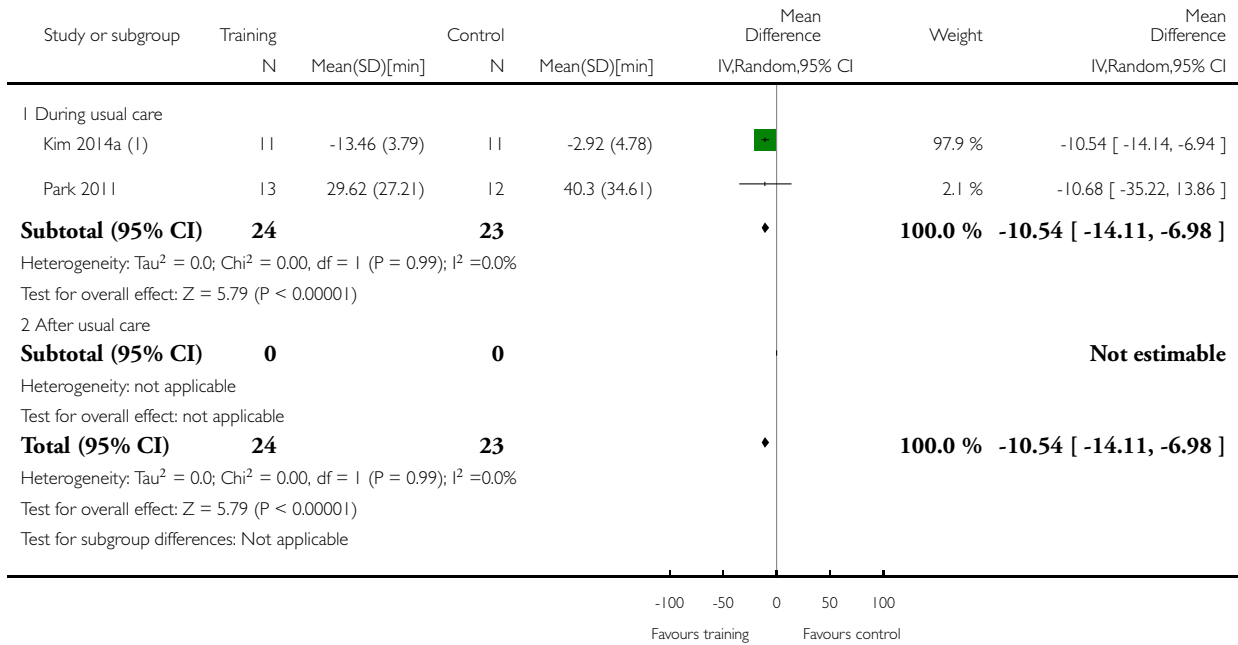 Study or subgroup Training Control Mean Difference Weight Mean Difference
N Mean(SD)[min] N Mean(SD)[min] IV,Random,95% CI IV,Random,95% CI
1 During usual care
Kim 2014a (1) 11 -13.46 (3.79) 11 -2.92 (4.78) 97.9 % -10.54 [ -14.14, -6.94 ]
Park 2011 13 29.62 (27.21) 12 40.3 (34.61) 2.1 % -10.68 [ -35.22, 13.86 ]
Subtotal (95% CI) 24 23 100.0 % -10.54 [ -14.11, -6.98 ]
Heterogeneity: Tau² = 0.0; Chi² = 0.00, df = 1 (P = 0.99); I² =0.0%
Test for overall effect: Z = 5.79 (P < 0.00001)
2 After usual care
Subtotal (95% CI) 0 0 Not estimable
Heterogeneity: not applicable
Test for overall effect: not applicable
Total (95% CI) 24 23 100.0 % -10.54 [ -14.11, -6.98 ]
Heterogeneity: Tau² = 0.0; Chi² = 0.00, df = 1 (P = 0.99); I² =0.0%
Test for overall effect: Z = 5.79 (P < 0.00001)
Test for subgroup differences: Not applicable
-100 -50 0 50 100
Favours training Favours control